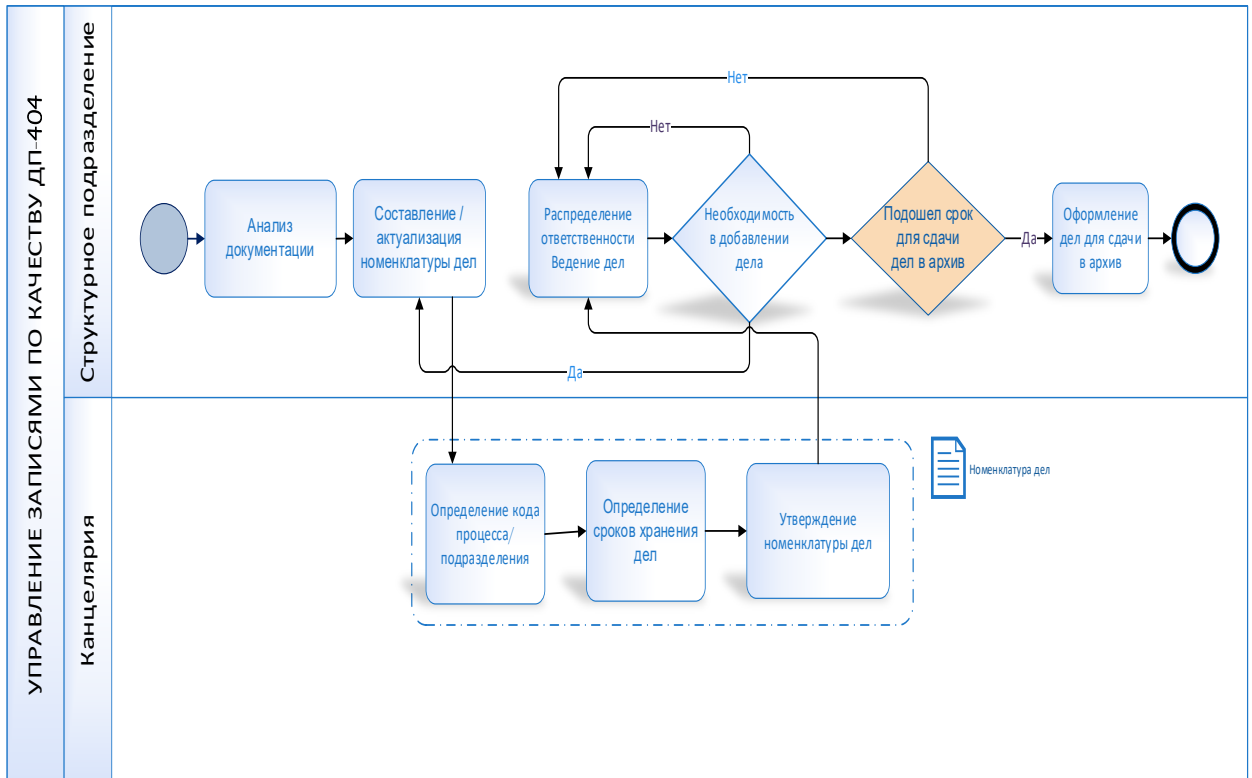 УПРАВЛЕНИЕ ЗАПИСЯМИ ПО КАЧЕСТВУ ДП-404
Структурное подразделение
Нет
Нет
Анализ
документации
Составление /
актуализация
номенклатуры дел
Распределение
ответственности
Ведение дел
Необходимость
в добавлении
дела
Подошел срок
для сдачи
дел в архив
Да
Оформление
дел для сдачи
в архив
Да
Канцелярия
Определение кода
процесса/
подразделения
Определение
сроков хранения
дел
Утверждение
номенклатуры дел
Номенклатура дел